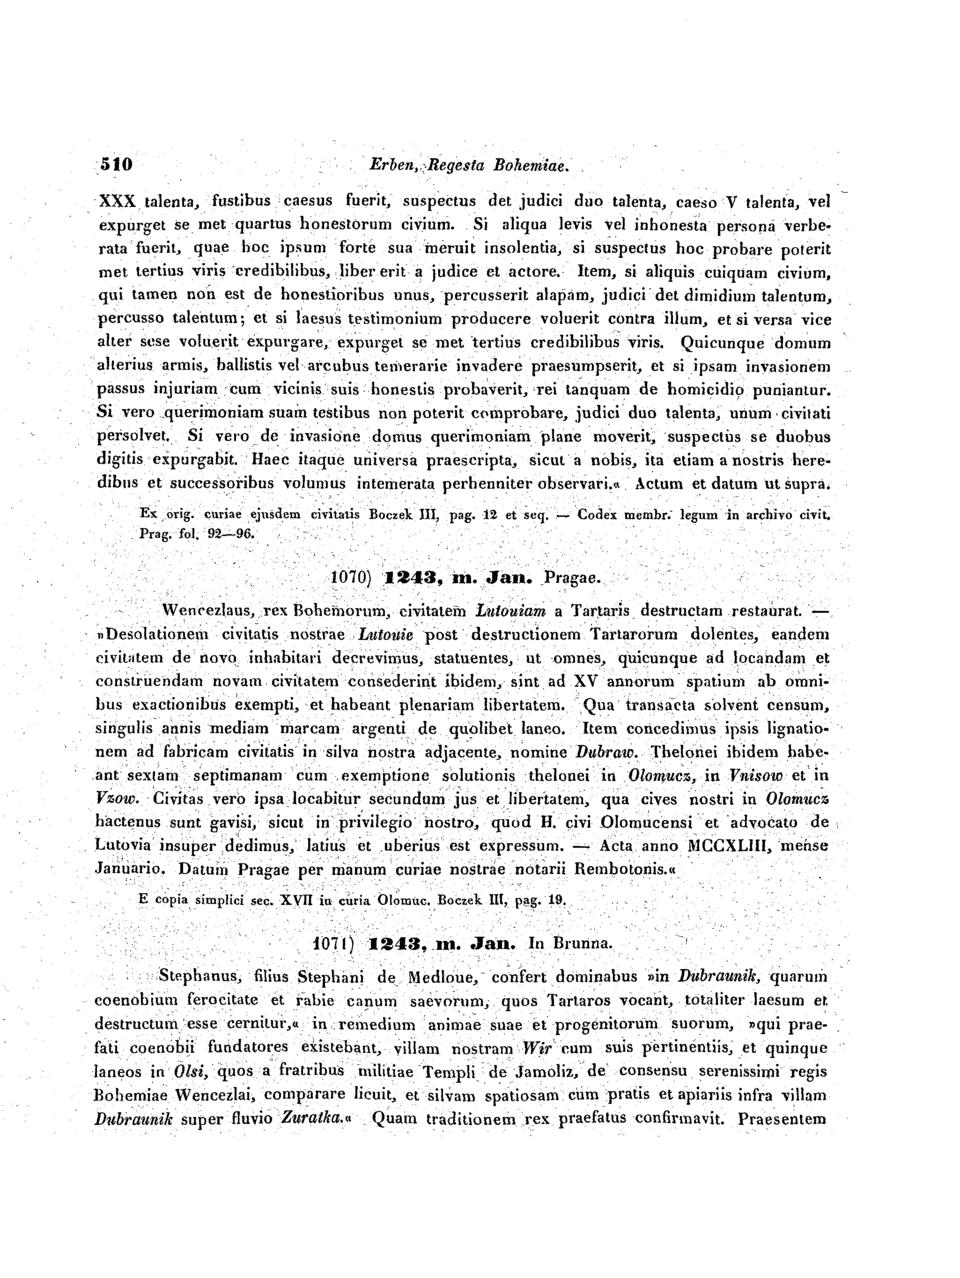 510 Erben, Regesta Bohemiae.
XXX talenta, fustibus caesus fuerit, suspectus det judici duo talenta, caeso V talenta, vel
expurget se met quartus honestorum civium. Si aliqua levis vel inhonesta persona verbe-
rata fuerit, quae hoc ipsum forte sua meruit insolentia, si suspectus hoc probare poterit
met tertius viris credibilibus, liber erit a judice et actore. Item, si aliquis cuiquam civium,
qui tamen non est de honestioribus unus, percusserit alapam, judici det dimidium talentum,
percusso talentum; et si laesus testimonium producere voluerit contra illum, et si versa vice
alter sese voluerit expurgare, expurget se met tertius credibilibus viris. Quicunque domum
alterius armis, ballistis vel arcubus temerarie invadere praesumpserit, et si ipsam invasionem
passus injuriam cum vicinis suis honestis probaverit, rei tanquam de homicidio puniantur.
Si vero querimoniam suam testibus non poterit comprobare, judici duo talenta, unum civitati
persolvet. Si vero de invasione domus querimoniam plane moverit, suspectus se duobus
digitis expurgabit. Haec itaque universa praescripta, sicut a nobis, ita etiam a nostris here-
dibus et successoribus volumus intemerata perhenniter observari.« Actum et datum ut supra.
Ex orig. curiae ejusdem civitatis Boczek III, pag. 12 et seq. — Codex membr. legum in archivo civit.
Prag. fol. 92—96.
1070) 1243, m. Jan. Pragae.
Wencezlaus, rex Bohemorum, civitatem Lutouiam a Tartaris destructam restaurat. —
»Desolationem civitatis nostrae Lutouie post destructionem Tartarorum dolentes, eandem
civitatem de novo inhabitari decrevimus, statuentes, ut omnes, quicunque ad locandam et
construendam novam civitatem consederint ibidem, sint ad XV annorum spatium ab omni-
bus exactionibus exempti, et habeant plenariam libertatem. Qua transacta solvent censum,
singulis annis mediam marcam argenti de quolibet laneo. Item concedimus ipsis lignatio-
nem ad fabricam civitatis in silva nostra adjacente, nomine Dubraw. Thelonei ibidem habe-
ant sextam septimanam cum exemptione solutionis thelonei in Olomucz, in Vnisow et in
Vzow. Civitas vero ipsa locabitur secundum jus et libertatem, qua cives nostri in Olomucz
hactenus sunt gavisi, sicut in privilegio nostro, quod H. civi Olomucensi et advocato de
Lutovia insuper dedimus, latius et uberius est expressum. — Acta anno MCCXLIII, mense
Januario. Datum Pragae per manum curiae nostrae notarii Rembotonis.«
E copia simplici sec. XVII in curia Olomuc. Boczek III, pag. 19.
1071) 1243, m. Jan. In Brunna.
Stephanus, filius Stephani de Medloue, confert dominabus »in Dubraunik, quarum
coenobium ferocitate et rabie canum saevorum, quos Tartaros vocant, totaliter laesum et
destructum esse cernitur,« in remedium animae suae et progenitorum suorum, »qui prae-
fati coenobii fundatores existebant, villam nostram Wir cum suis pertinentiis, et quinque
laneos in Olsi, quos a fratribus militiae Templi de Jamoliz, de consensu serenissimi regis
Bohemiae Wencezlai, comparare licuit, et silvam spatiosam cum pratis et apiariis infra villam
Dubraunik super fluvio Zuratka.« Quam traditionem rex praefatus confirmavit. Praesentem